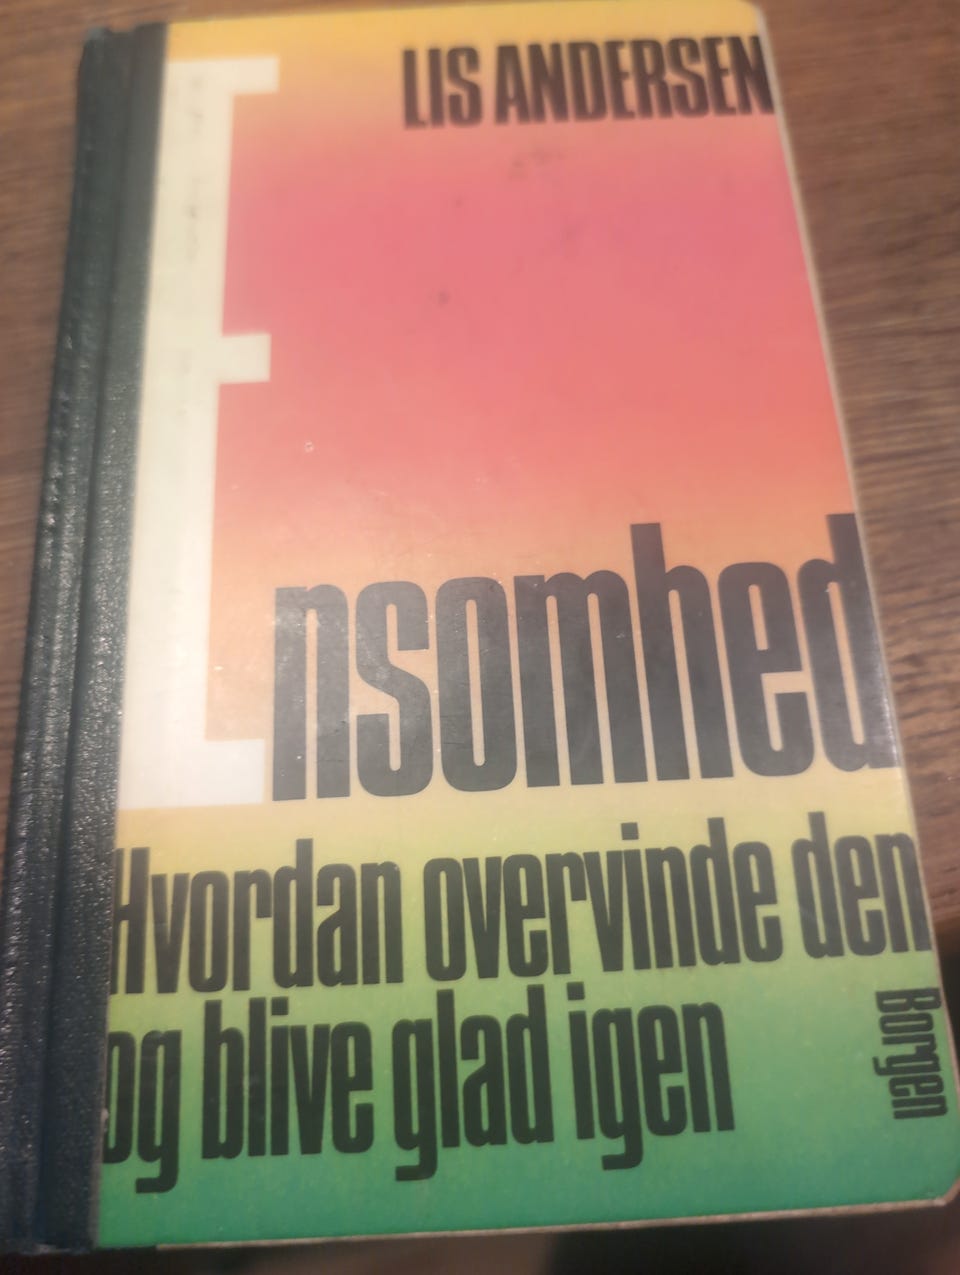 LIS ANDERSEN
Ensomhed
Hvordan overvinde den
og blive glad igen
Borgen